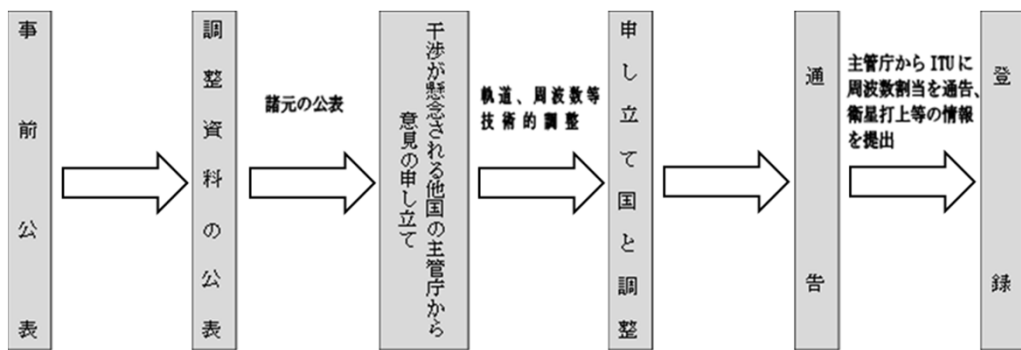 事前公表
調整資料の公表
諸元の公表
干渉が懸念される他国の主管庁から
意見の申し立て
軌道、周波数等
技術的調整
申し立て国と調整
通告
主管庁から ITUに
周波数割当を通告、
衛星打上等の情報
を提出
登録